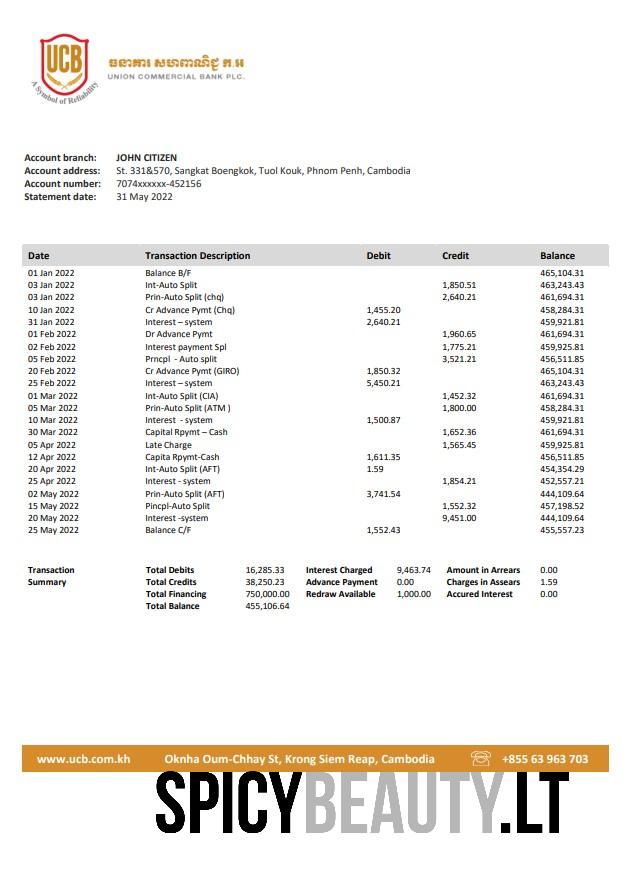 UCB
A Symbol of Reliability
ធនាគារ សហពាណិជ្ជ ភ.អ
UNION COMMERCIAL BANK PLC.
Account branch: JOHN CITIZEN
Account address: St. 331&570, Sangkat Boengkok, Tuol Kouk, Phnom Penh, Cambodia
Account number: 7074xxxxxx-452156
Statement date: 31 May 2022
Date Transaction Description Debit Credit Balance
01 Jan 2022 Balance B/F 465,104.31
03 Jan 2022 Int-Auto Split 1,850.51 463,243.43
03 Jan 2022 Prin-Auto Split (chq) 2,640.21 461,694.31
10 Jan 2022 Cr Advance Pymt (Chq) 1,455.20 458,284.31
31 Jan 2022 Interest – system 2,640.21 459,921.81
01 Feb 2022 Dr Advance Pymt 1,960.65 461,694.31
02 Feb 2022 Interest payment Spl 1,775.21 459,925.81
05 Feb 2022 Prncpl - Auto split 3,521.21 456,511.85
20 Feb 2022 Cr Advance Pymt (GIRO) 1,850.32 465,104.31
25 Feb 2022 Interest – system 5,450.21 463,243.43
01 Mar 2022 Int-Auto Split (CIA) 1,452.32 461,694.31
05 Mar 2022 Prin-Auto Split (ATM ) 1,800.00 458,284.31
10 Mar 2022 Interest - system 1,500.87 459,921.81
30 Mar 2022 Capital Rpymt – Cash 1,652.36 461,694.31
05 Apr 2022 Late Charge 1,565.45 459,925.81
12 Apr 2022 Capita Rpymt-Cash 1,611.35 456,511.85
20 Apr 2022 Int-Auto Split (AFT) 1.59 454,354.29
25 Apr 2022 Interest - system 1,854.21 452,557.21
02 May 2022 Prin-Auto Split (AFT) 3,741.54 444,109.64
15 May 2022 Pincpl-Auto Split 1,552.32 457,198.52
20 May 2022 Interest -system 9,451.00 444,109.64
25 May 2022 Balance C/F 1,552.43 455,557.23
Transaction Total Debits 16,285.33 Interest Charged 9,463.74 Amount in Arrears 0.00
Summary Total Credits 38,250.23 Advance Payment 0.00 Charges in Assears 1.59
Total Financing 750,000.00 Redraw Available 1,000.00 Accured Interest 0.00
Total Balance 455,106.64
www.ucb.com.kh Oknha Oum-Chhay St, Krong Siem Reap, Cambodia +855 63 963 703
SPICYBEAUTY.LT